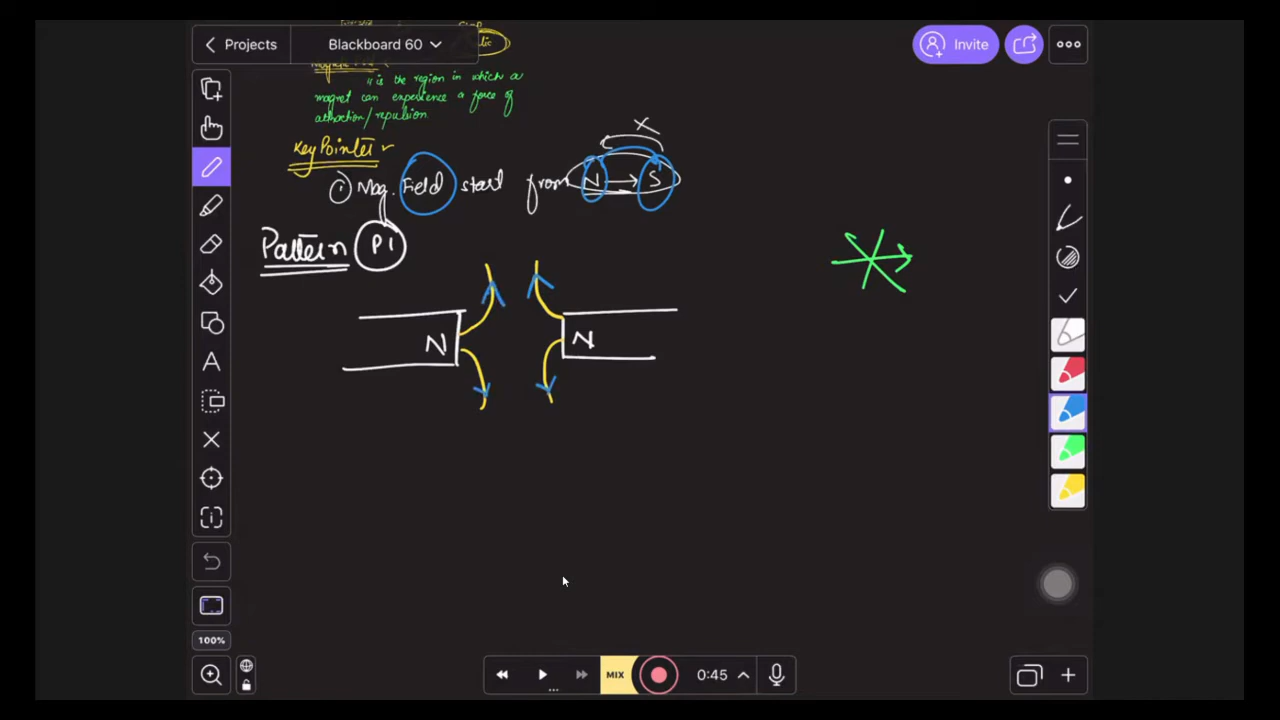 Projects
Blackboard 60
Invite
is the region in which a
magnet can experience a force of
attraction/repulsion.
Key Pointer
① Mag. Field start from N → S
X
Pattern P1
N
N
A
100%
MIX
0:45